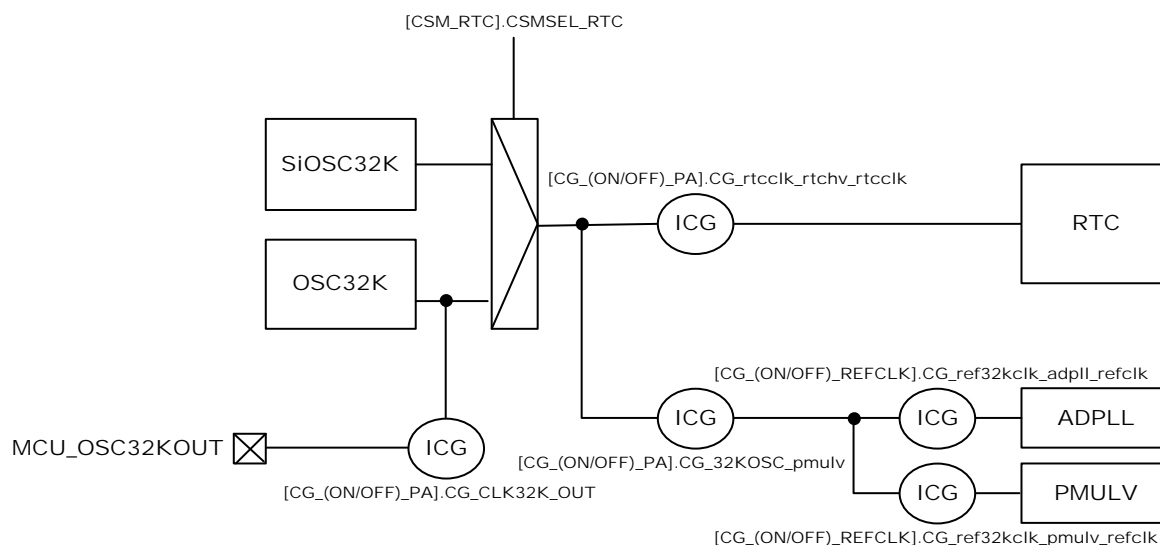 [CSM_RTC].CSMSEL_RTC
SiOSC32K
[CG_(ON/OFF)_PA].CG_rtcclk_rtchv_rtcclk
ICG
RTC
OSC32K
[CG_(ON/OFF)_REFCLK].CG_ref32kclk_adpll_refclk
ICG
ICG
ADPLL
MCU_OSC32KOUT
ICG
[CG_(ON/OFF)_PA].CG_32KOSC_pmulv
[CG_(ON/OFF)_PA].CG_CLK32K_OUT
ICG
PMULV
[CG_(ON/OFF)_REFCLK].CG_ref32kclk_pmulv_refclk